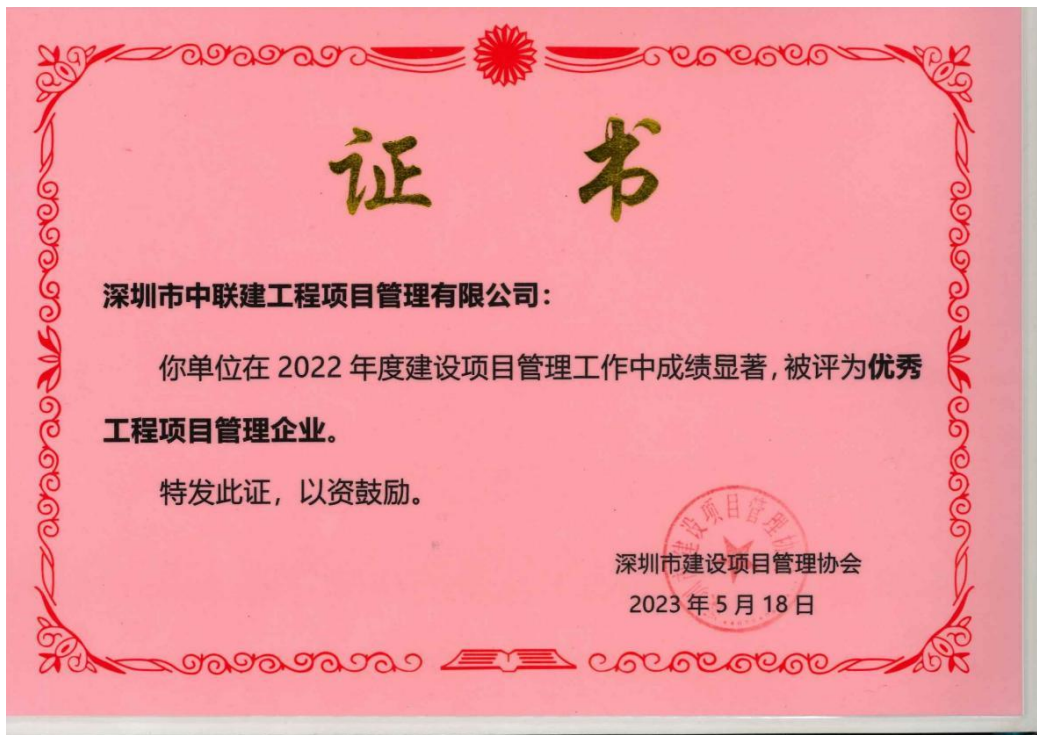 证 书
深圳市中联建工程项目管理有限公司：
你单位在 2022 年度建设项目管理工作中成绩显著，被评为优秀
工程项目管理企业。
特发此证，以资鼓励。
深圳市建设项目管理协会
2023 年 5 月 18 日